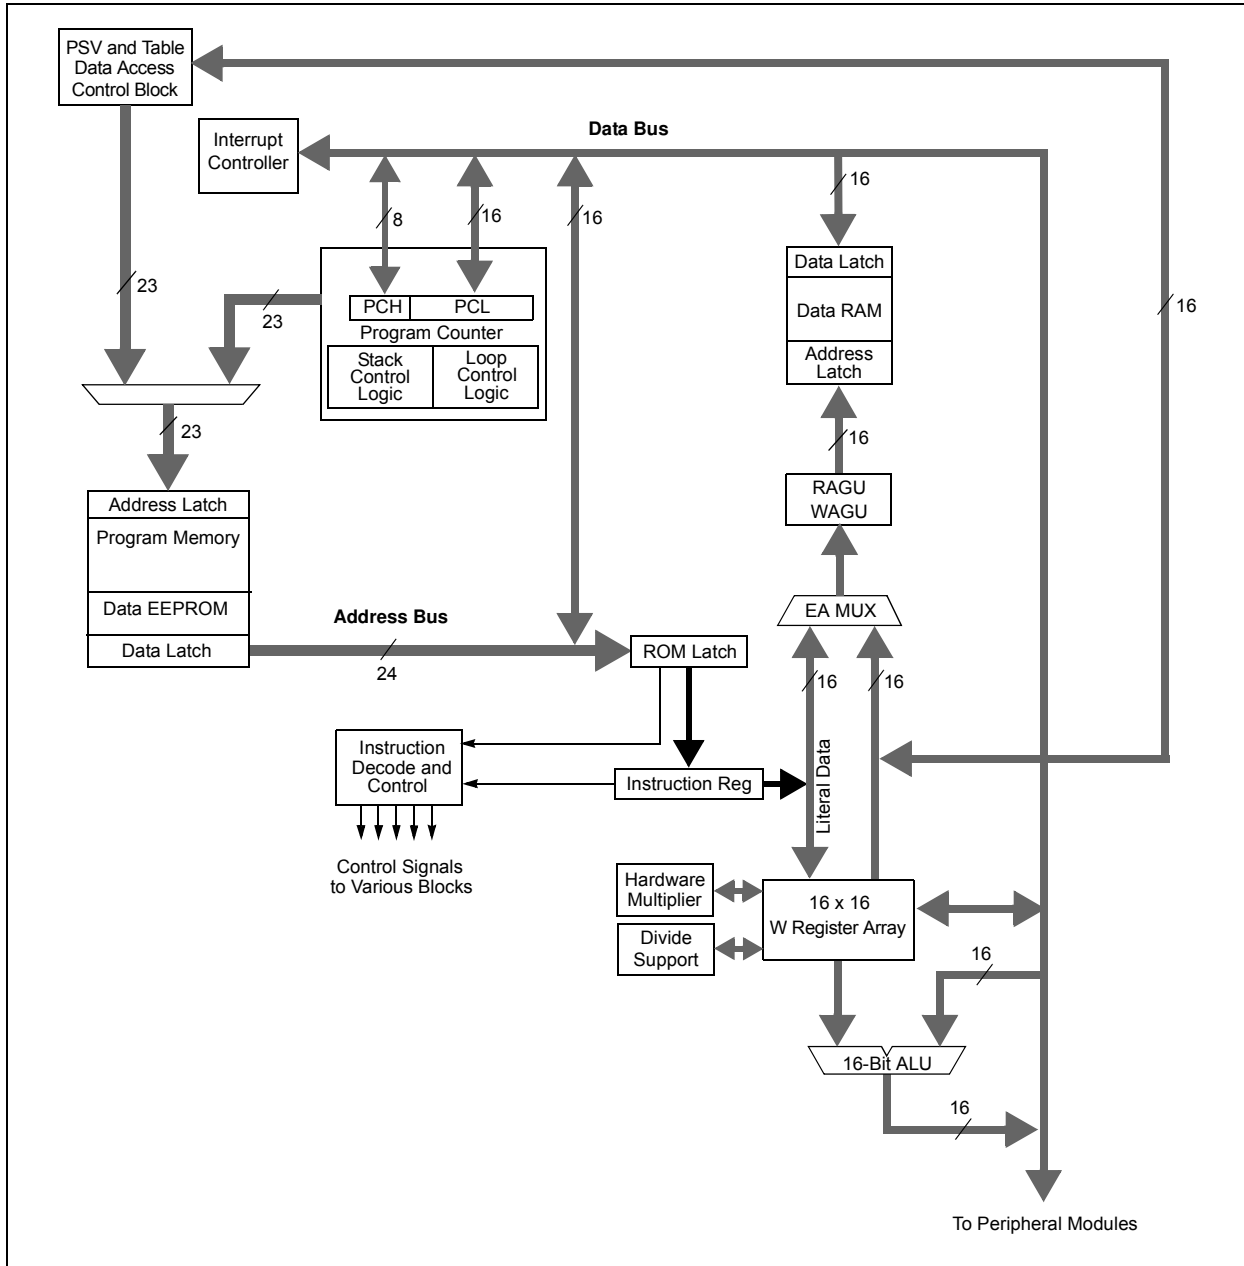 PSV and Table
Data Access
Control Block
Interrupt
Controller
Data Bus
8
16
16
16
23
23
16
PCH
PCL
Program Counter
Stack
Control
Logic
Loop
Control
Logic
Data Latch
Data RAM
Address
Latch
23
16
Address Latch
Program Memory
Data EEPROM
Data Latch
RAGU
WAGU
EA MUX
Address Bus
24
ROM Latch
16
16
Instruction
Decode and
Control
Instruction Reg
Literal Data
Control Signals
to Various Blocks
Hardware
Multiplier
Divide
Support
16 x 16
W Register Array
16
16-Bit ALU
16
To Peripheral Modules